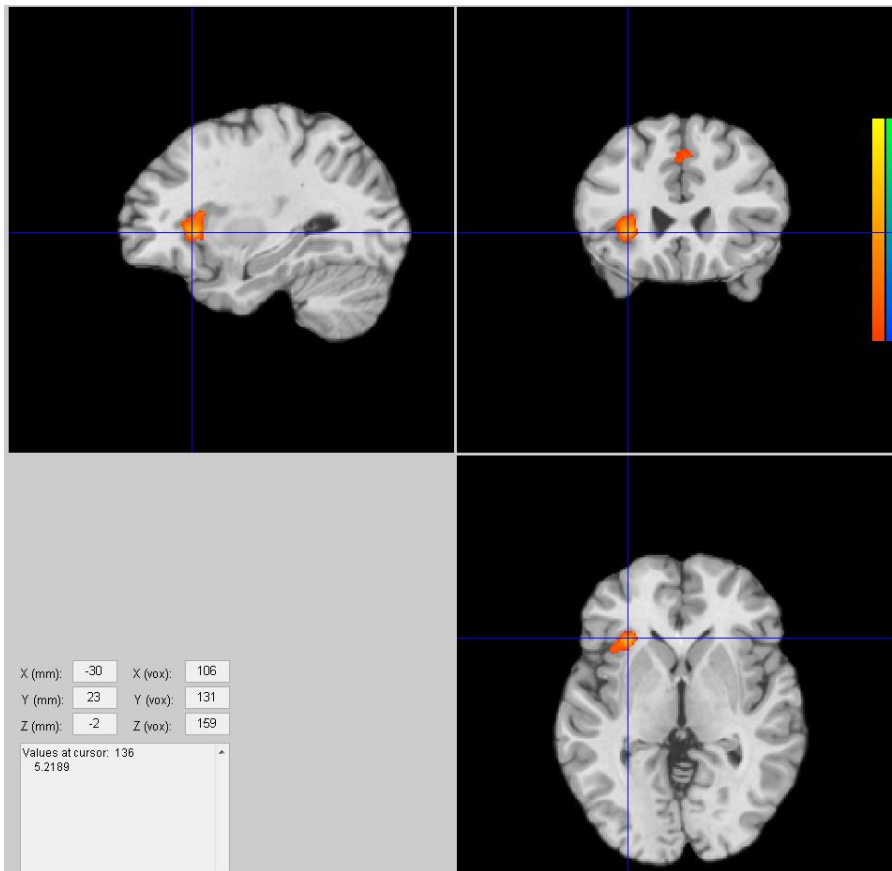 X (mm): -30 X (vox): 106
Y (mm): 23 Y (vox): 131
Z (mm): -2 Z (vox): 159
Values at cursor: 136
5.2189